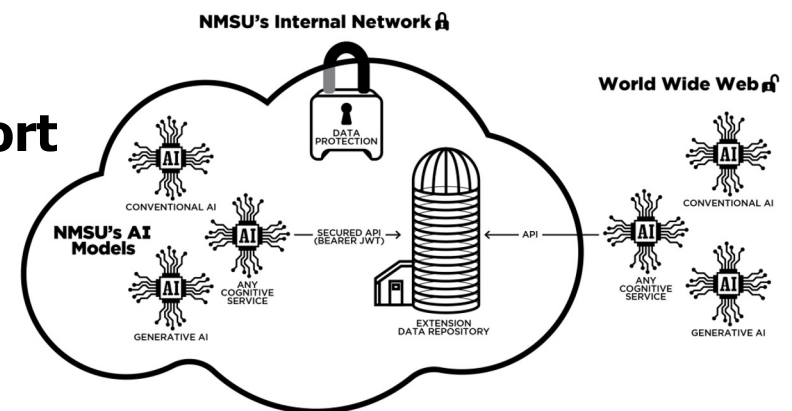 NMSU's Internal Network
World Wide Web
ort
DATA
PROTECTION
AI
CONVENTIONAL AI
AI
CONVENTIONAL AI
NMSU's AI
Models
AI
ANY
COGNITIVE
SERVICE
SECURED API
(BEARER JWT)
API
AI
ANY
COGNITIVE
SERVICE
AI
GENERATIVE AI
EXTENSION
DATA REPOSITORY
AI
GENERATIVE AI